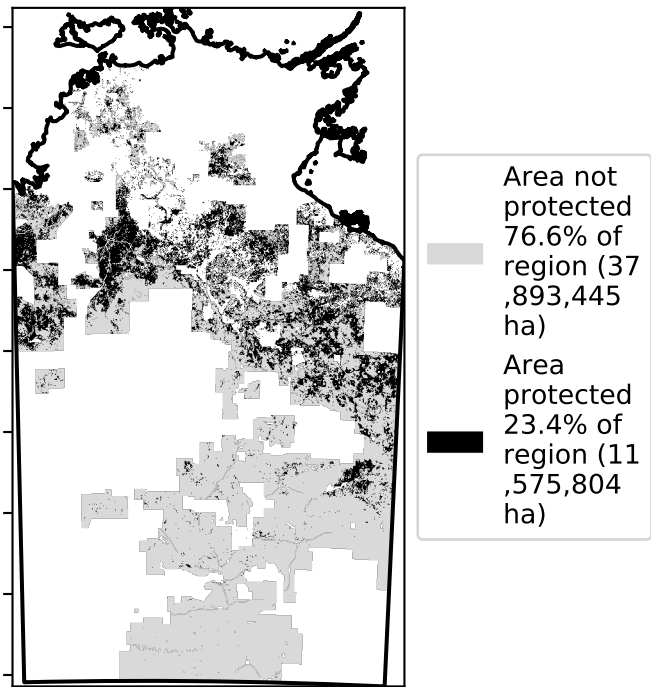 Area not
protected
76.6% of
region (37
,893,445
ha)
Area
protected
23.4% of
region (11
,575,804
ha)